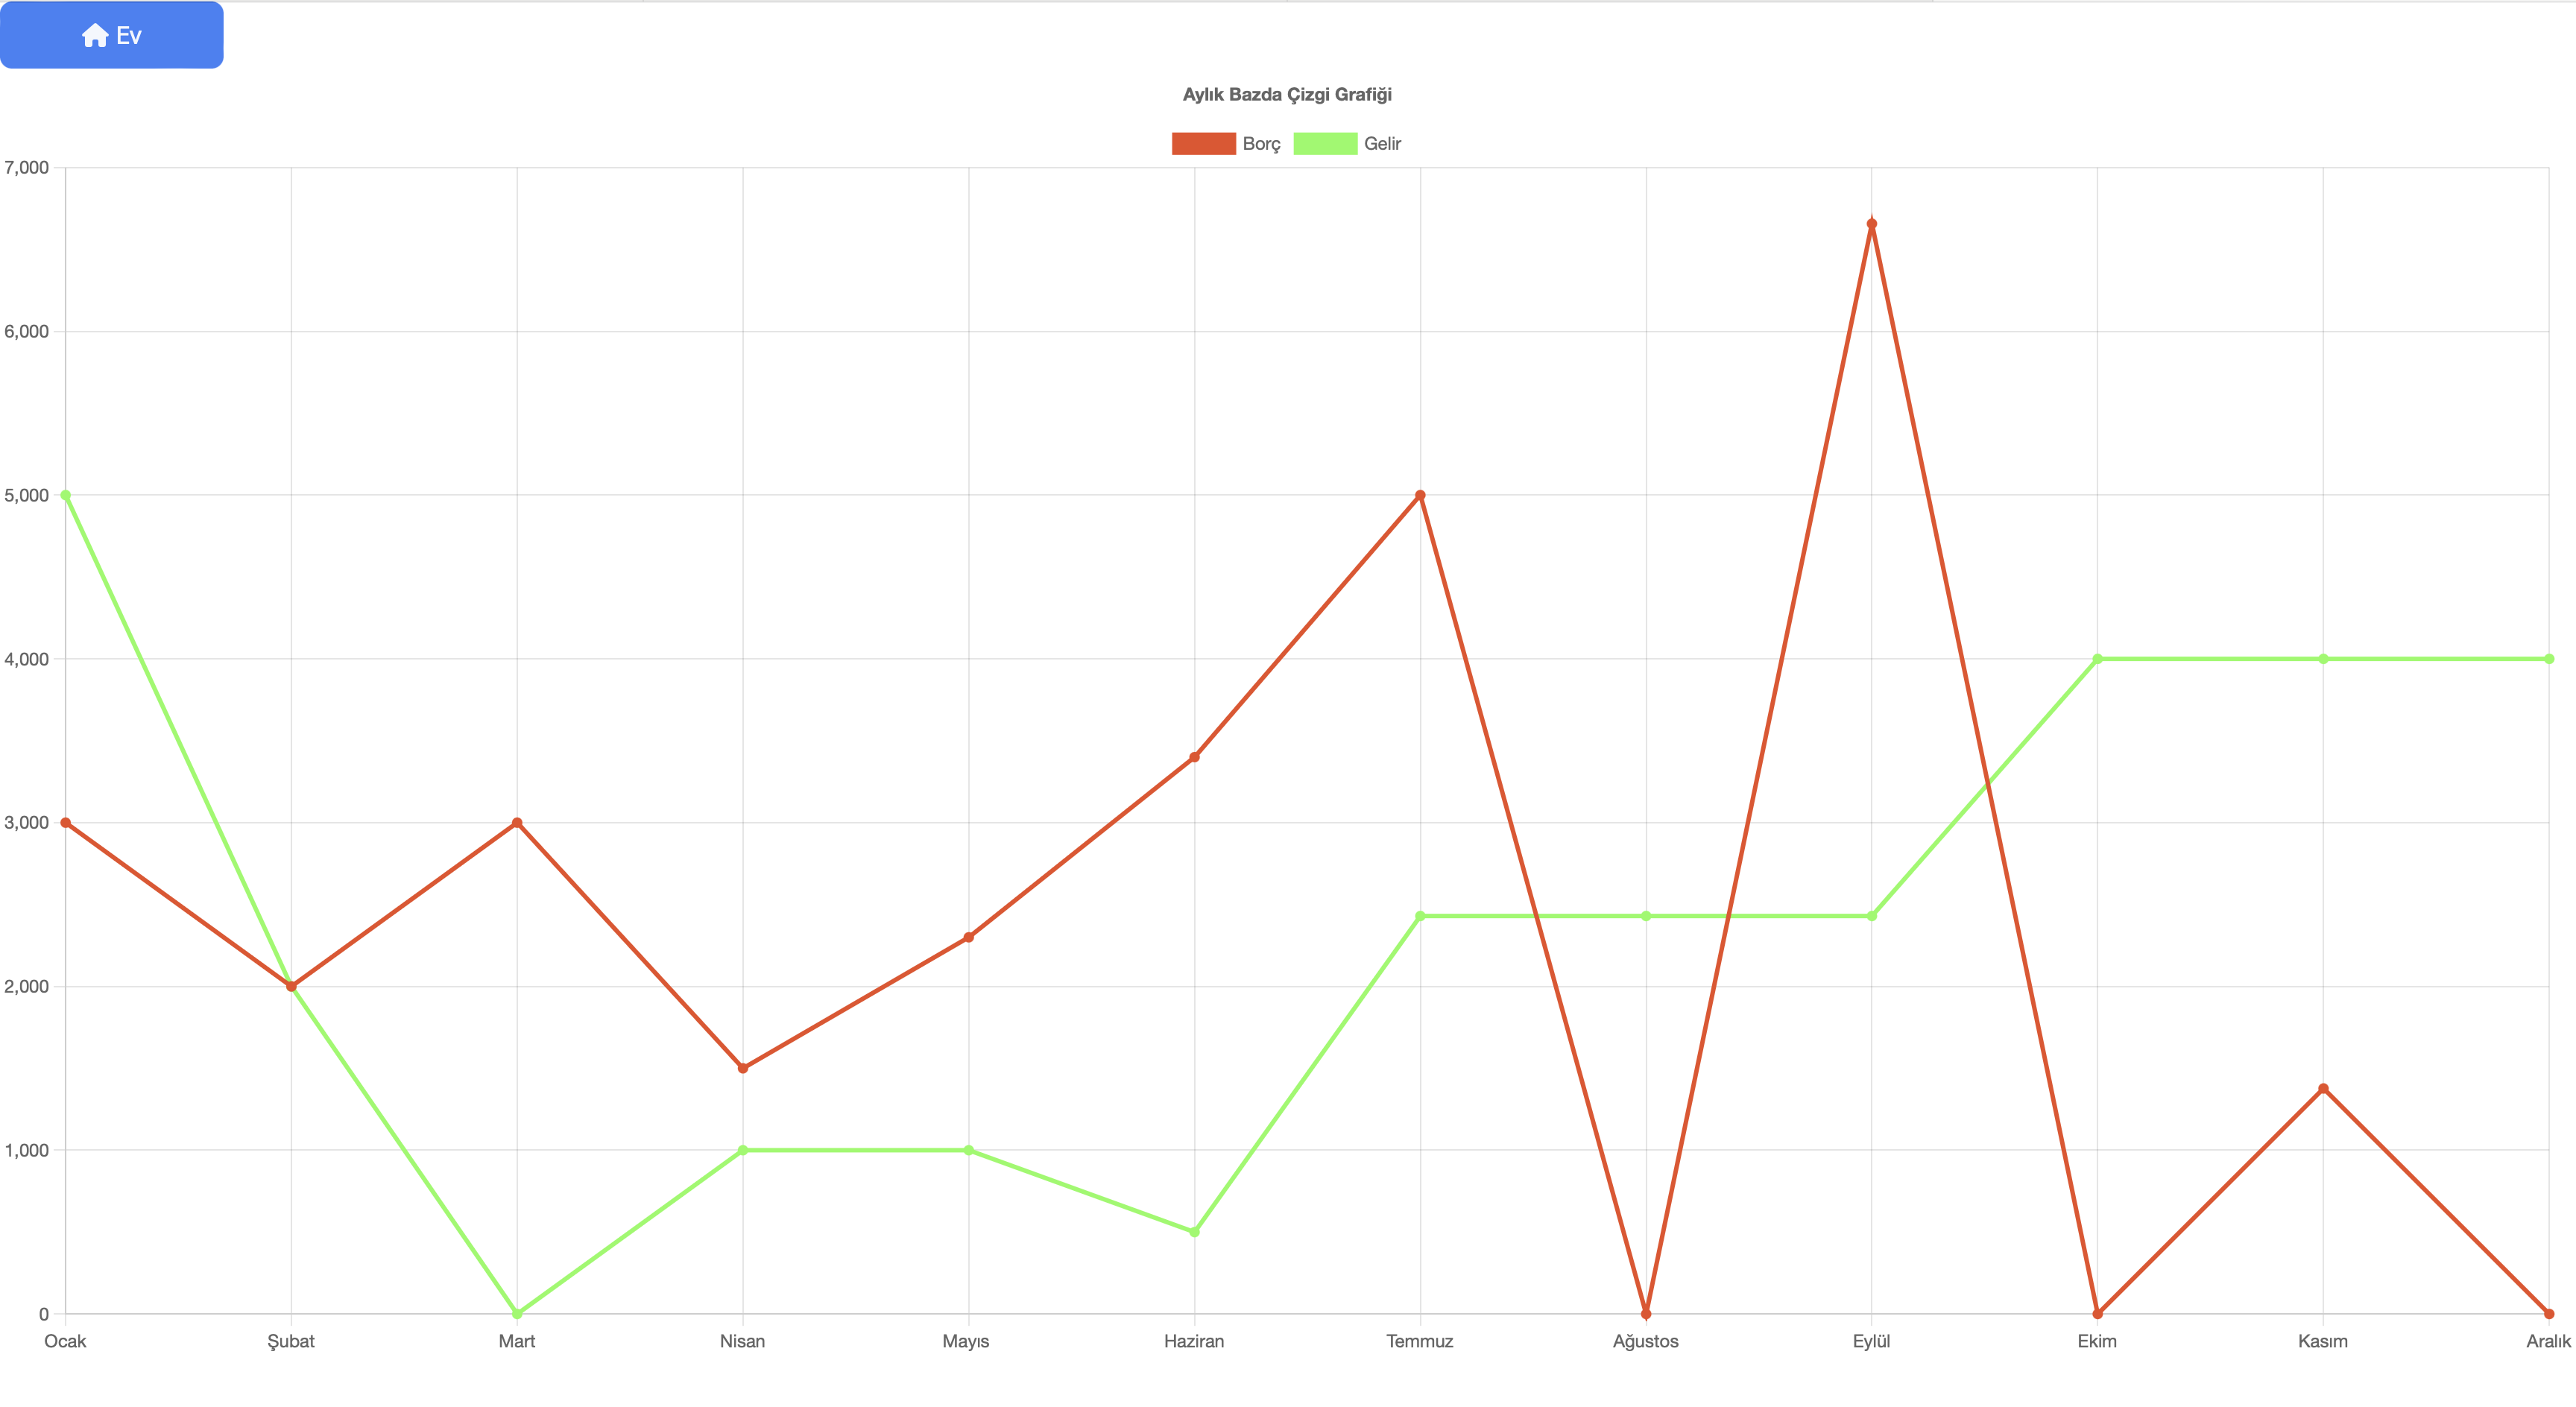 Ev
Aylık Bazda Çizgi Grafiği
Borç Gelir
7,000
6,000
5,000
4,000
3,000
2,000
1,000
0
Ocak Şubat Mart Nisan Mayıs Haziran Temmuz Ağustos Eylül Ekim Kasım Aralık